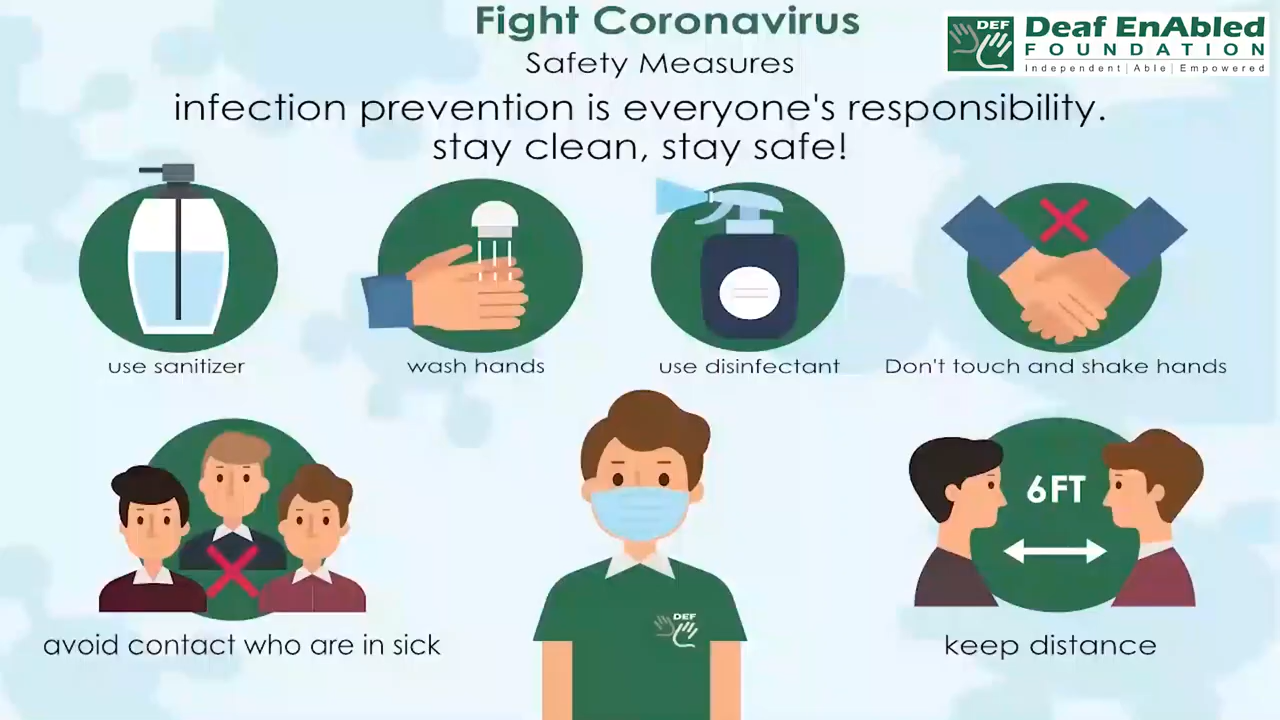 Fight Coronavirus
Safety Measures
DEF
Deaf EnAbled
FOUNDATION
Independent | Able | Empowered
infection prevention is everyone's responsibility.
stay clean, stay safe!
use sanitizer
wash hands
use disinfectant
Don't touch and shake hands
6FT
DEF
avoid contact who are in sick
keep distance